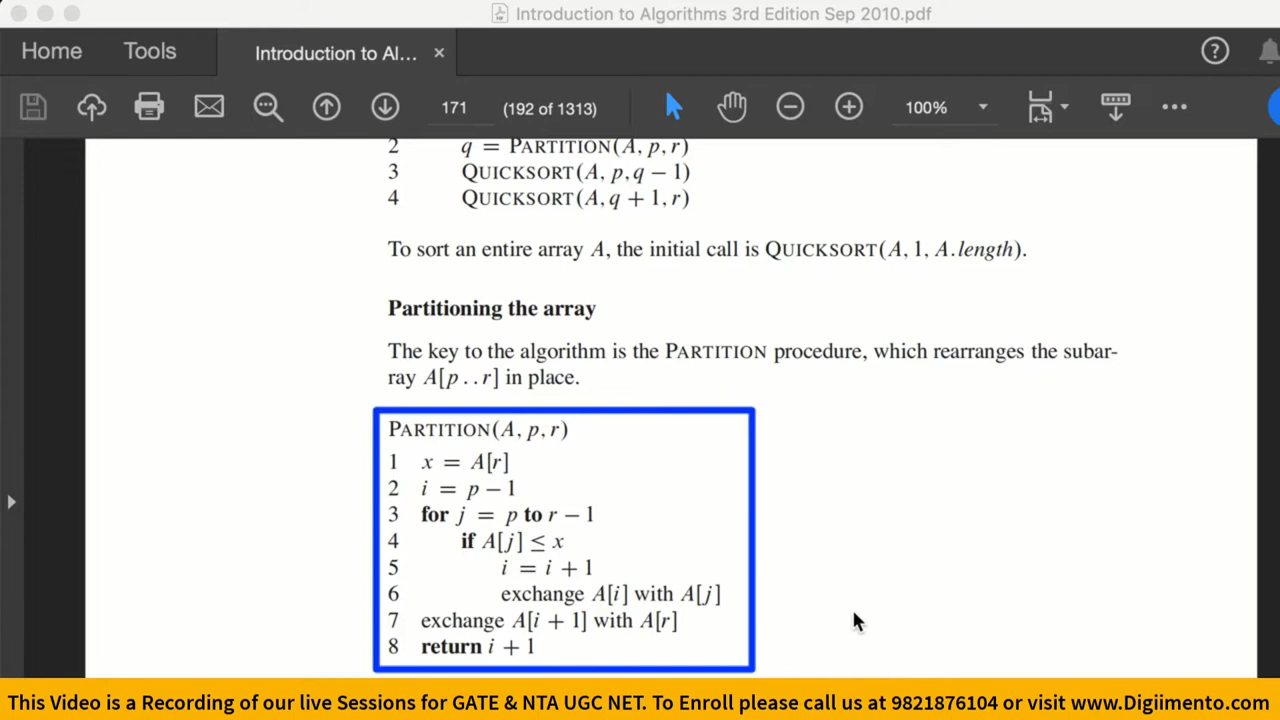 Introduction to Algorithms 3rd Edition Sep 2010.pdf
Home Tools Introduction to Al... ×
171 (192 of 1313) 100%
2 q = PARTITION(A, p, r)
3 QUICKSORT(A, p, q − 1)
4 QUICKSORT(A, q + 1, r)
To sort an entire array A, the initial call is QUICKSORT(A, 1, A.length).
Partitioning the array
The key to the algorithm is the PARTITION procedure, which rearranges the subar-
ray A[p . . r] in place.
PARTITION(A, p, r)
1 x = A[r]
2 i = p − 1
3 for j = p to r − 1
4 if A[j] ≤ x
5 i = i + 1
6 exchange A[i] with A[j]
7 exchange A[i + 1] with A[r]
8 return i + 1
This Video is a Recording of our live Sessions for GATE & NTA UGC NET. To Enroll please call us at 9821876104 or visit www.Digiimento.com